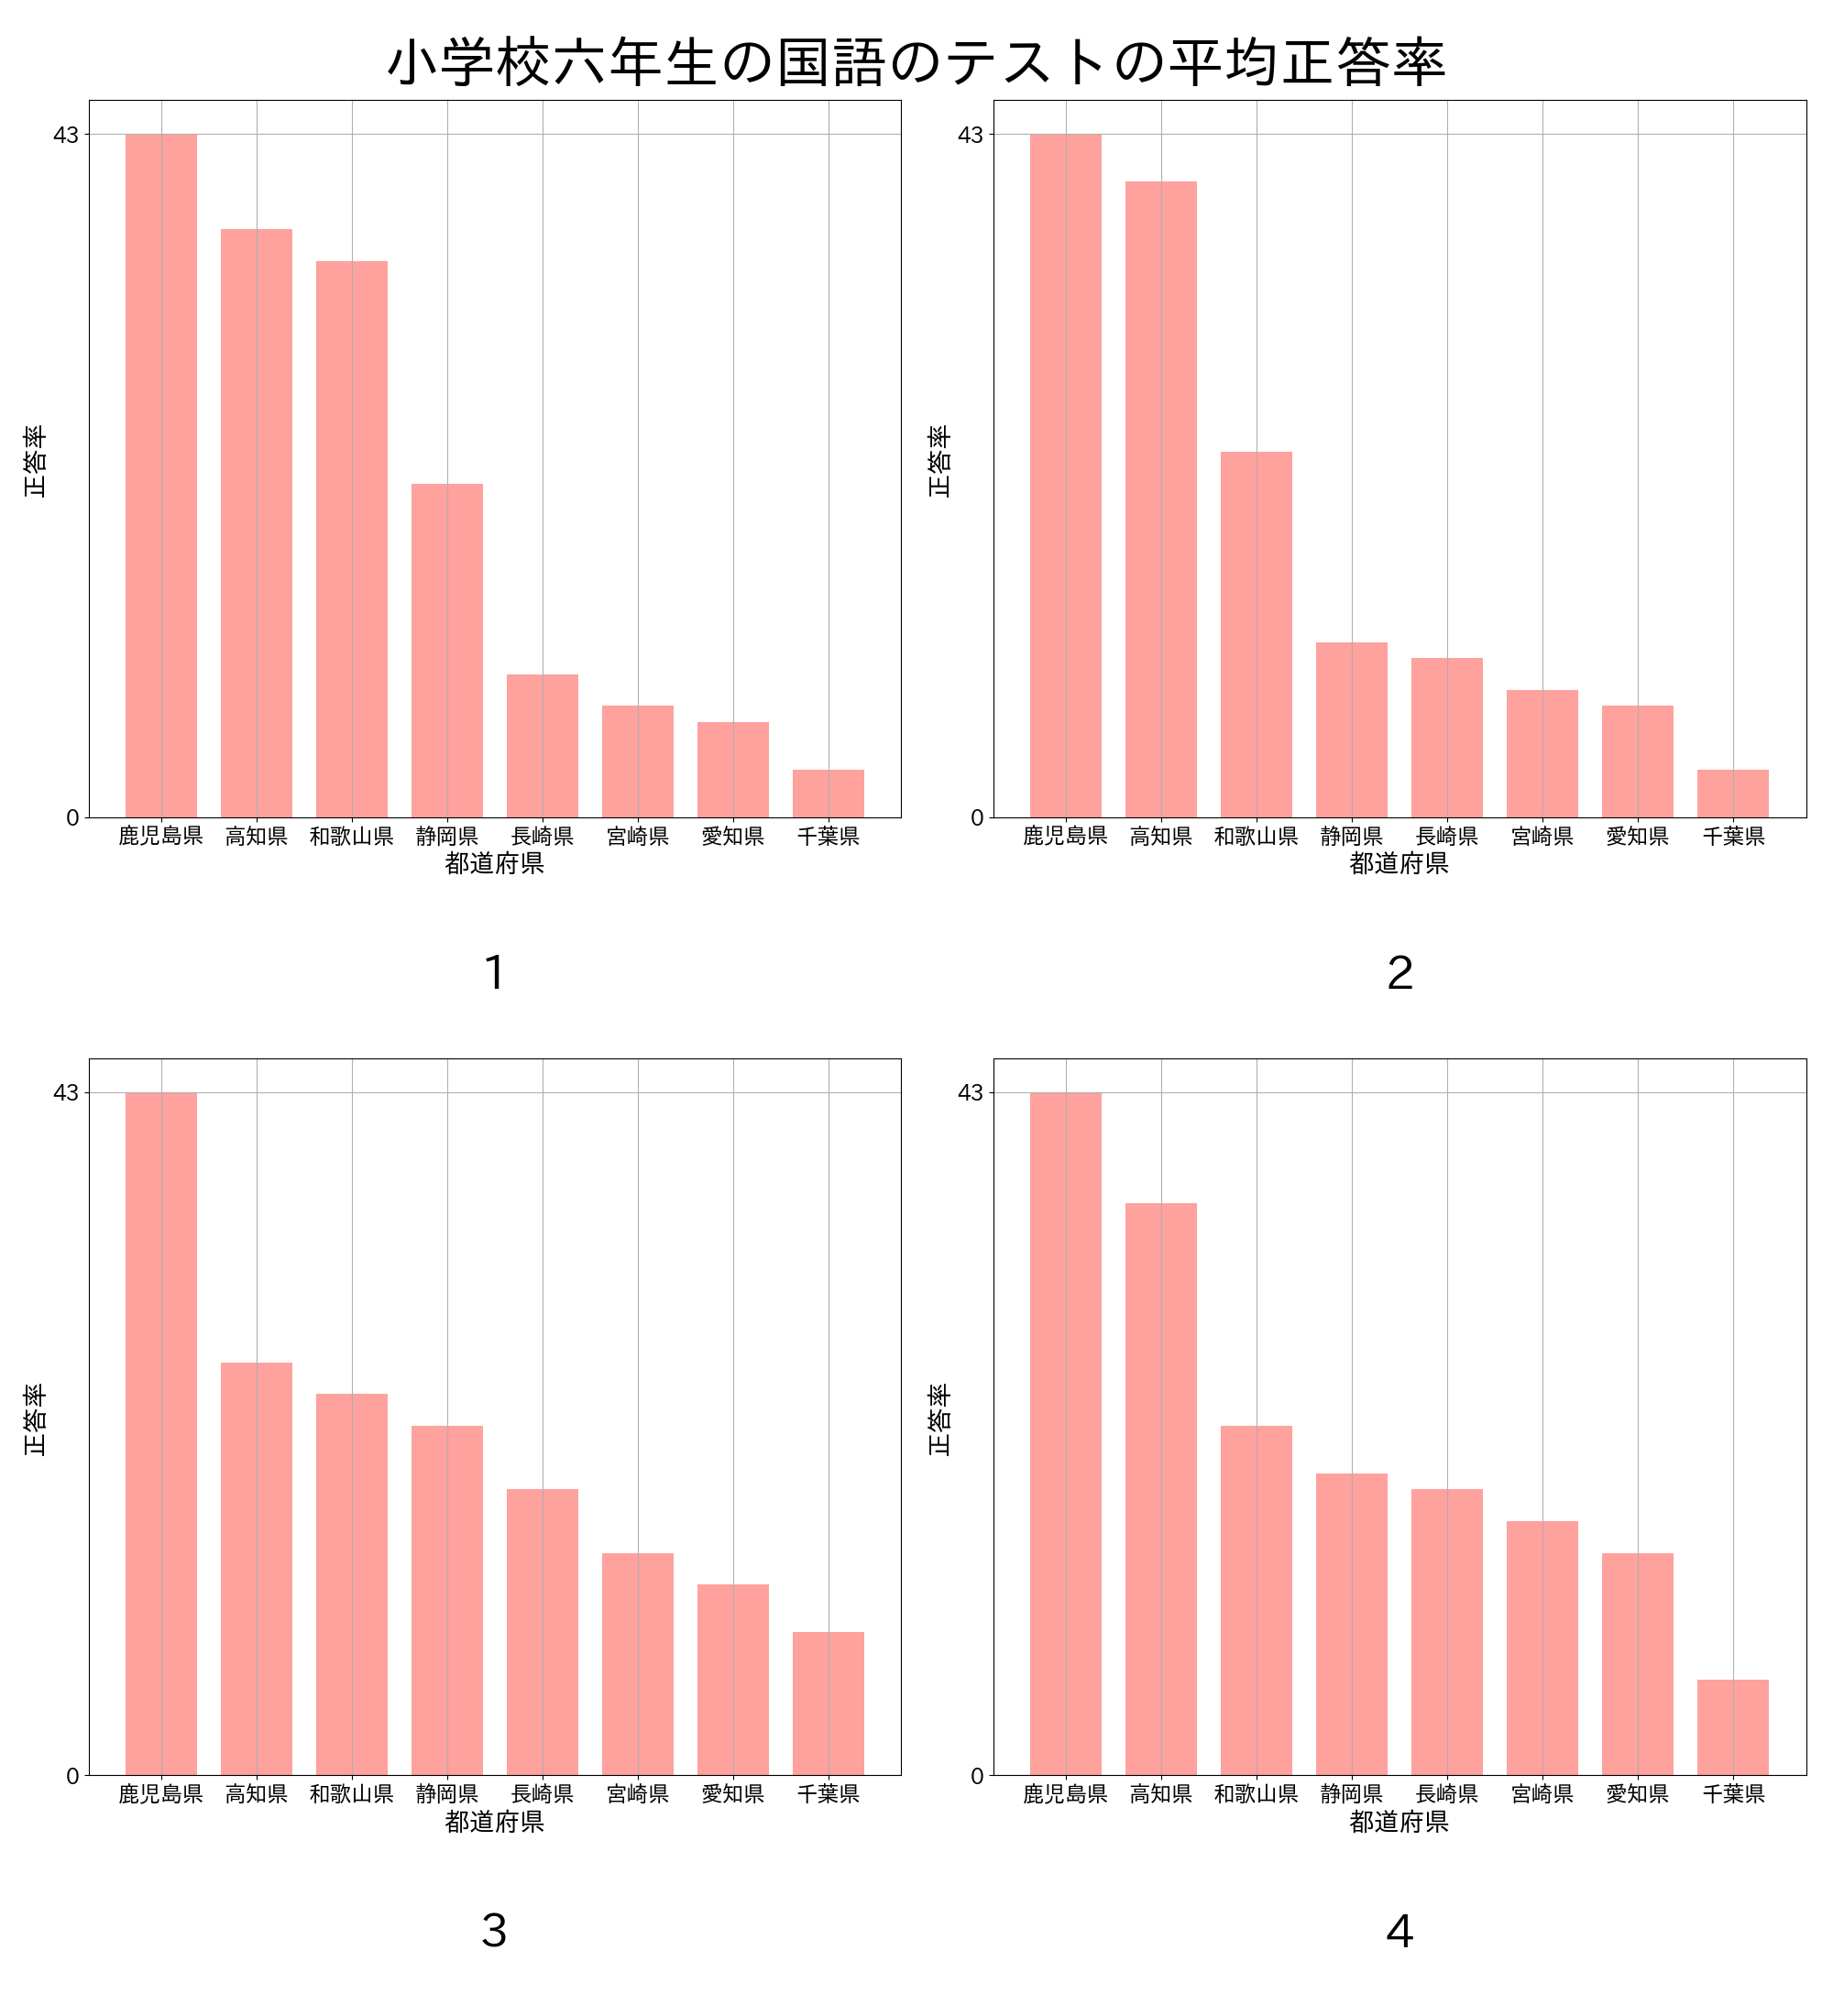 小学校六年生の国語のテストの平均正答率
43
正答率
0
鹿児島県 高知県 和歌山県 静岡県 長崎県 宮崎県 愛知県 千葉県
都道府県
1
43
正答率
0
鹿児島県 高知県 和歌山県 静岡県 長崎県 宮崎県 愛知県 千葉県
都道府県
2
43
正答率
0
鹿児島県 高知県 和歌山県 静岡県 長崎県 宮崎県 愛知県 千葉県
都道府県
3
43
正答率
0
鹿児島県 高知県 和歌山県 静岡県 長崎県 宮崎県 愛知県 千葉県
都道府県
4